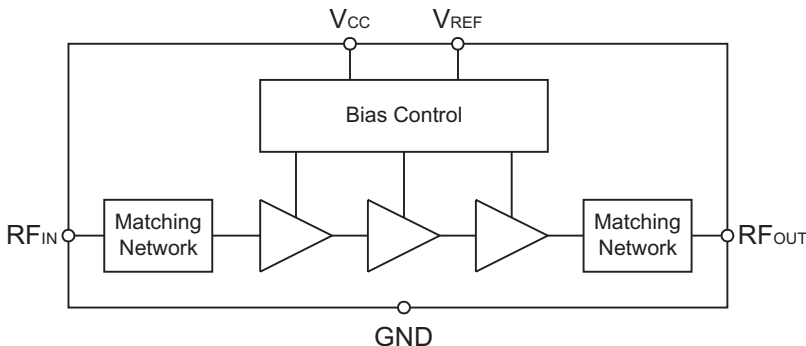 VCC
VREF
Bias Control
RFIN
Matching
Network
Matching
Network
RFOUT
GND